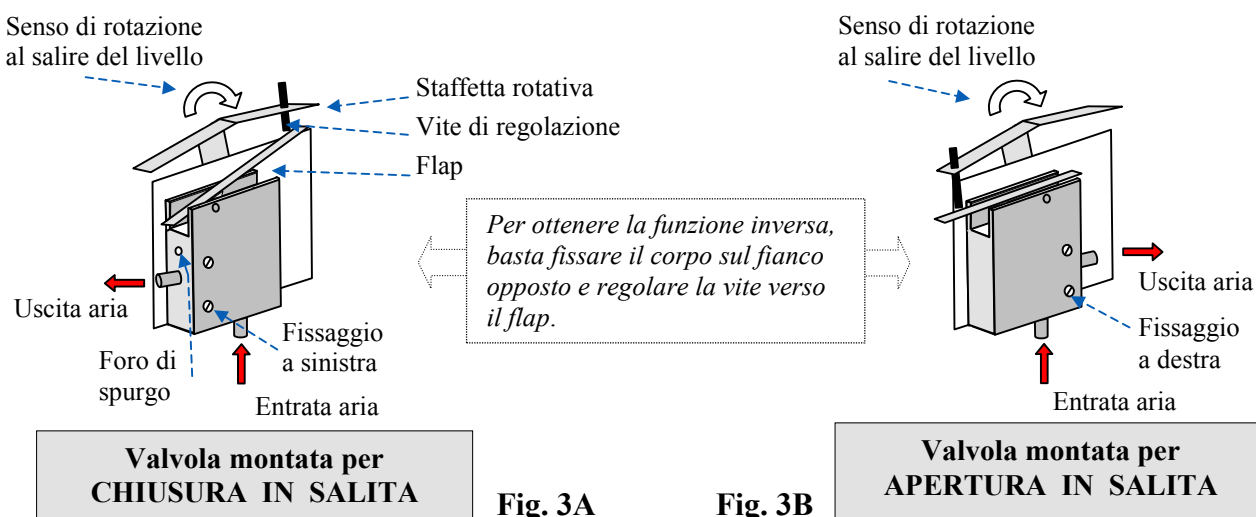 Senso di rotazione
al salire del livello
Staffetta rotativa
Vite di regolazione
Flap
Uscita aria
Foro di
spurgo
Fissaggio
a sinistra
Entrata aria
Valvola montata per
CHIUSURA IN SALITA
Fig. 3A
Per ottenere la funzione inversa,
basta fissare il corpo sul fianco
opposto e regolare la vite verso
il flap.
Senso di rotazione
al salire del livello
Uscita aria
Fissaggio
a destra
Entrata aria
Fig. 3B
Valvola montata per
APERTURA IN SALITA